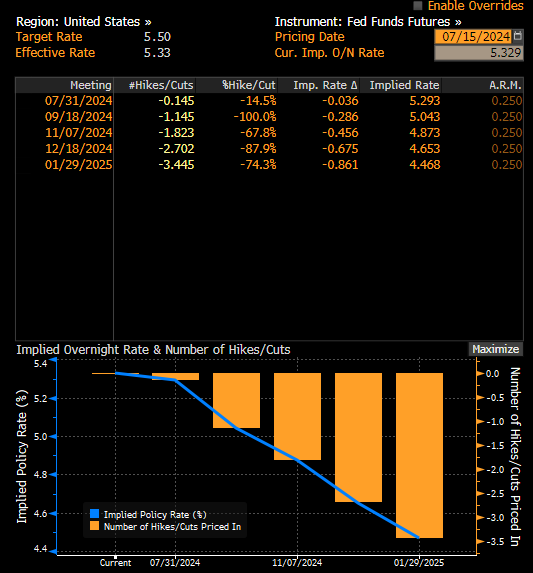 Enable Overrides
Region: United States »
Instrument: Fed Funds Futures »
Target Rate 5.50
Pricing Date 07/15/2024
Effective Rate 5.33
Cur. Imp. O/N Rate 5.329
Meeting #Hikes/Cuts %Hike/Cut Imp. Rate Δ Implied Rate A.R.M.
07/31/2024 -0.145 -14.5% -0.036 5.293 0.250
09/18/2024 -1.145 -100.0% -0.286 5.043 0.250
11/07/2024 -1.823 -67.8% -0.456 4.873 0.250
12/18/2024 -2.702 -87.9% -0.675 4.653 0.250
01/29/2025 -3.445 -74.3% -0.861 4.468 0.250
Implied Overnight Rate & Number of Hikes/Cuts
Maximize
Implied Policy Rate (%)
5.4
5.2
5.0
4.8
4.6
4.4
Implied Policy Rate (%)
Number of Hikes/Cuts Priced In
0.0
-0.5
-1.0
-1.5
-2.0
-2.5
-3.0
-3.5
Number of Hikes/Cuts Priced In
Current 07/31/2024 11/07/2024 01/29/2025